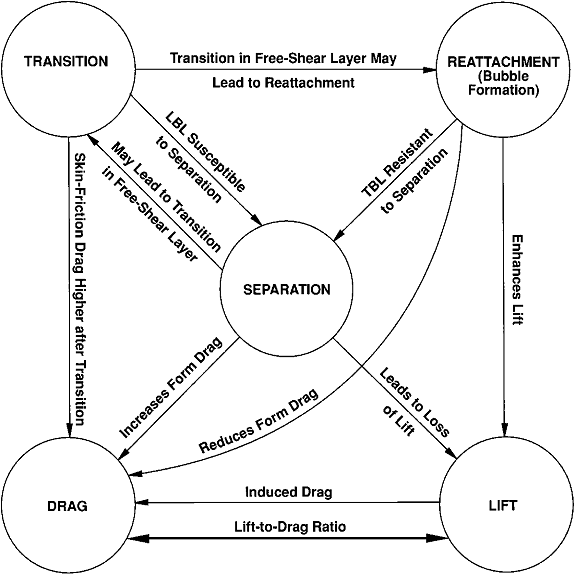 TRANSITION
Transition in Free-Shear Layer May
Lead to Reattachment
REATTACHMENT
(Bubble
Formation)
LBL Susceptible
to Separation
May Lead to Transition
in Free-Shear Layer
TBL Resistant
to Separation
Skin-Friction Drag Higher after Transition
SEPARATION
Enhances Lift
Increases Form Drag
Reduces Form Drag
Leads to Loss
of Lift
DRAG
Induced Drag
Lift-to-Drag Ratio
LIFT